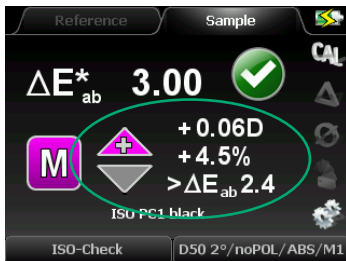 Reference Sample
CAL
ΔE*ab 3.00
M
+0.06D
+4.5%
>ΔEab 2.4
ISO PC1 black
ISO-Check D50 2°/noPOL/ABS/M1